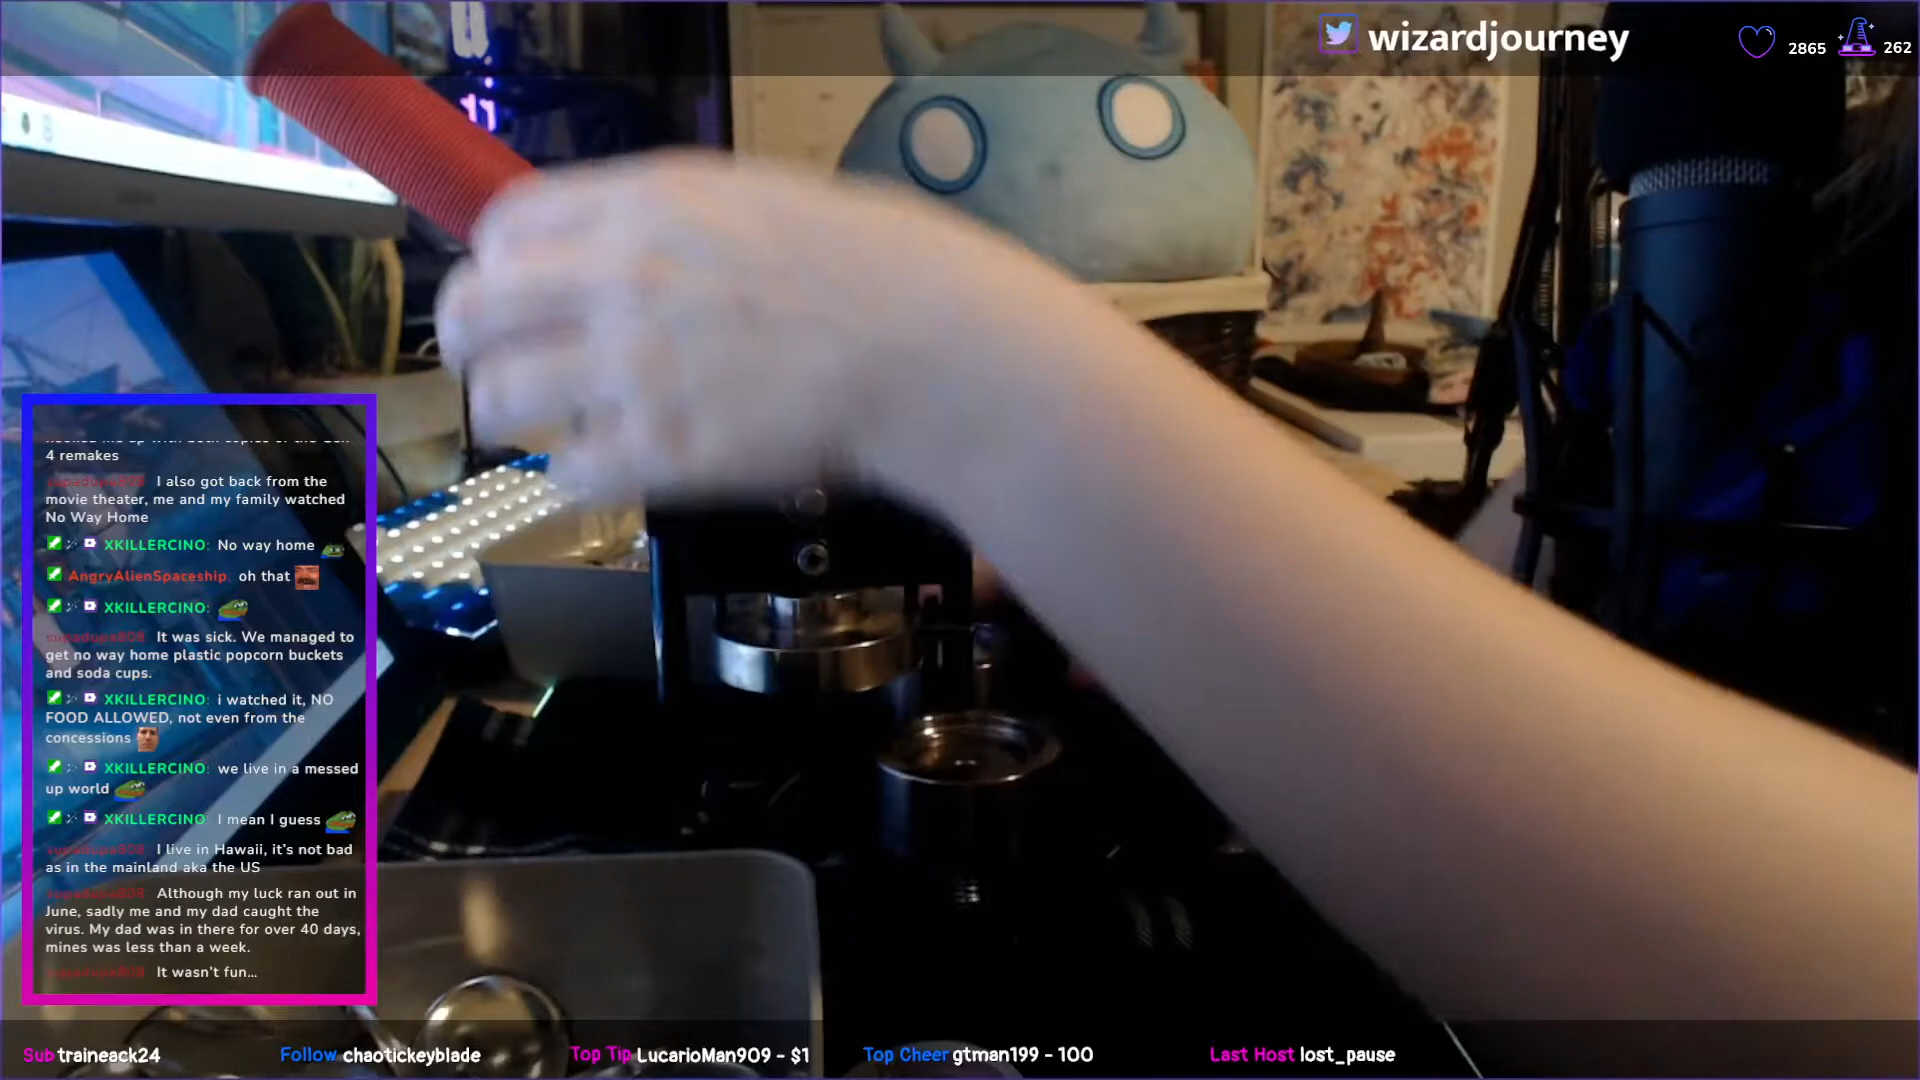 wizardjourney
2865
262
4 remakes
supadupa808 I also got back from the
movie theater, me and my family watched
No Way Home
XKILLERCINO: No way home
AngryAlienSpaceship: oh that
XKILLERCINO:
supadupa808 It was sick. We managed to
get no way home plastic popcorn buckets
and soda cups.
XKILLERCINO: i watched it, NO
FOOD ALLOWED, not even from the
concessions
XKILLERCINO: we live in a messed
up world
XKILLERCINO: I mean I guess
supadupa808 I live in Hawaii, it's not bad
as in the mainland aka the US
supadupa808 Although my luck ran out in
June, sadly me and my dad caught the
virus. My dad was in there for over 40 days,
mines was less than a week.
supadupa808 It wasn't fun...
Sub traineack24
Follow chaotickeyblade
Top Tip LucarioMan909 - $1
Top Cheer gtman199 - 100
Last Host lost_pause